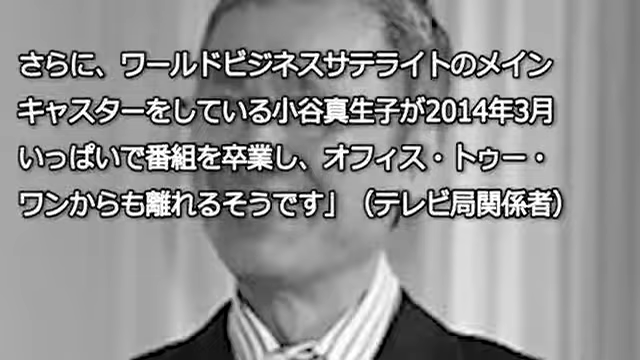 さらに、ワールドビジネスサテライトのメイン
キャスターをしている小谷真生子が2014年3月
いっぱいで番組を卒業し、オフィス・トゥー・
ワンからも離れるそうです」（テレビ局関係者）